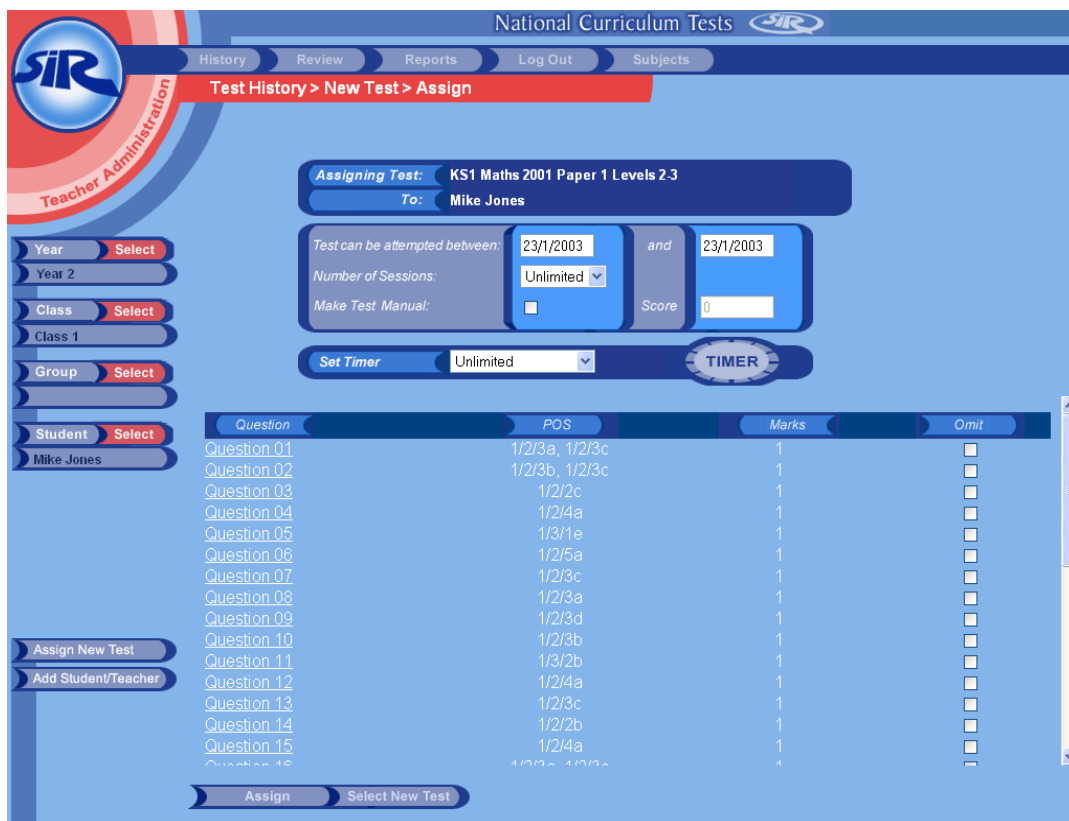 National Curriculum Tests SiR
SiR
History Review Reports Log Out Subjects
Test History > New Test > Assign
Teacher Administration
Assigning Test: KS1 Maths 2001 Paper 1 Levels 2-3
To: Mike Jones
Test can be attempted between: 23/1/2003 and 23/1/2003
Number of Sessions: Unlimited
Make Test Manual: Score 0
Set Timer Unlimited TIMER
Year Select
Year 2
Class Select
Class 1
Group Select
Student Select
Mike Jones
Assign New Test
Add Student/Teacher
Question POS Marks Omit
Question 01 1/2/3a, 1/2/3c 1
Question 02 1/2/3b, 1/2/3c 1
Question 03 1/2/2c 1
Question 04 1/2/4a 1
Question 05 1/3/1e 1
Question 06 1/2/5a 1
Question 07 1/2/3c 1
Question 08 1/2/3a 1
Question 09 1/2/3d 1
Question 10 1/2/3b 1
Question 11 1/3/2b 1
Question 12 1/2/4a 1
Question 13 1/2/3c 1
Question 14 1/2/2b 1
Question 15 1/2/4a 1
Question 16
Assign Select New Test